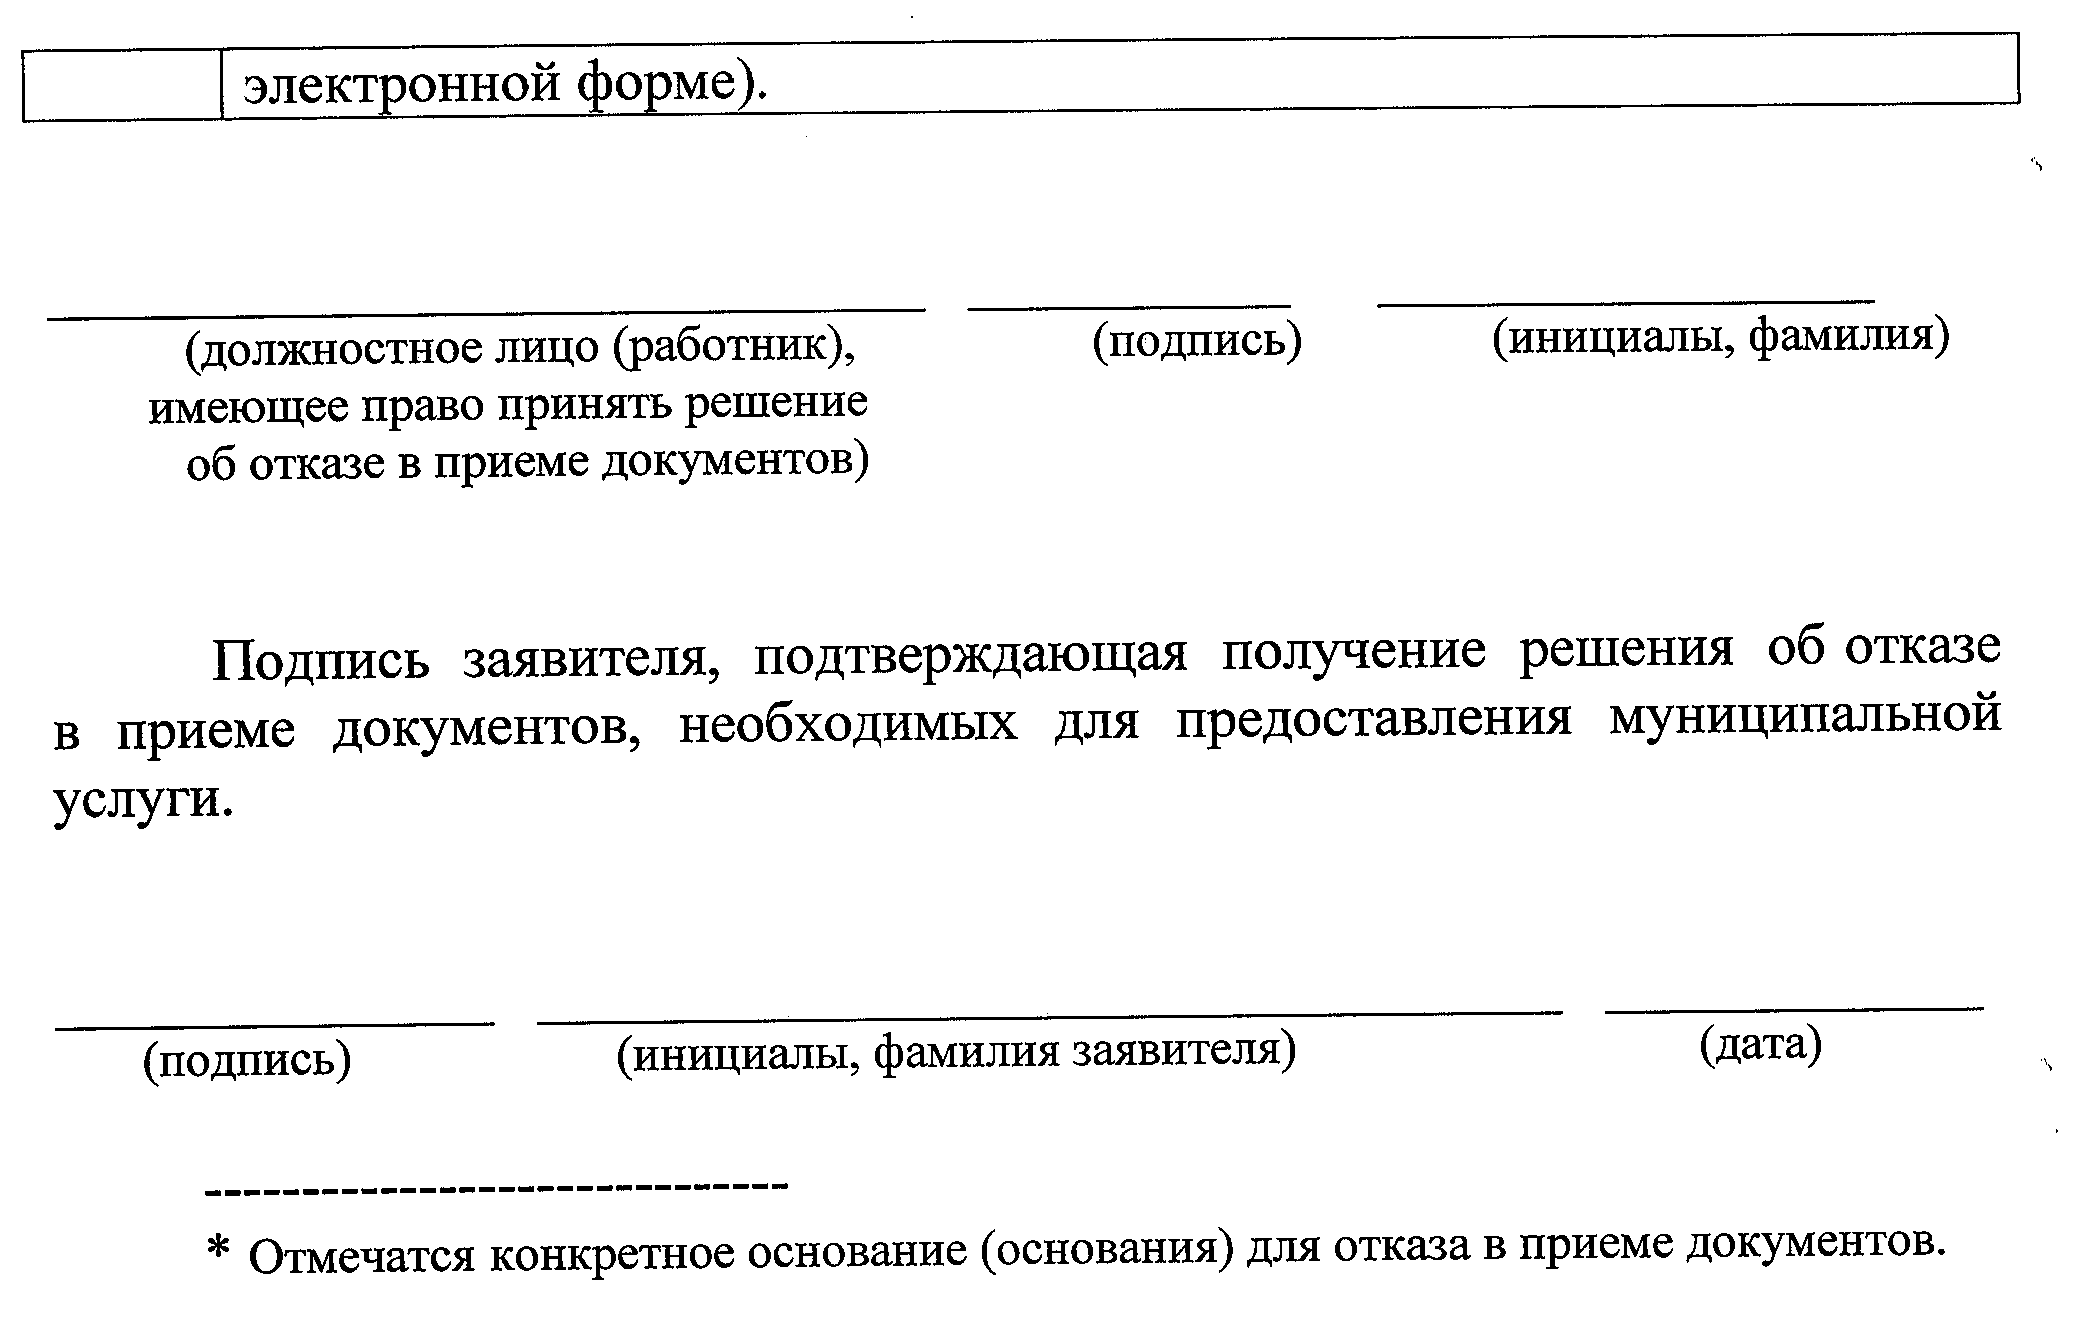 электронной форме).
(должностное лицо (работник), (подпись) (инициалы, фамилия)
имеющее право принять решение
об отказе в приеме документов)
Подпись заявителя, подтверждающая получение решения об отказе
в приеме документов, необходимых для предоставления муниципальной
услуги.
(подпись) (инициалы, фамилия заявителя) (дата)
------------------------------
* Отмечатся конкретное основание (основания) для отказа в приеме документов.